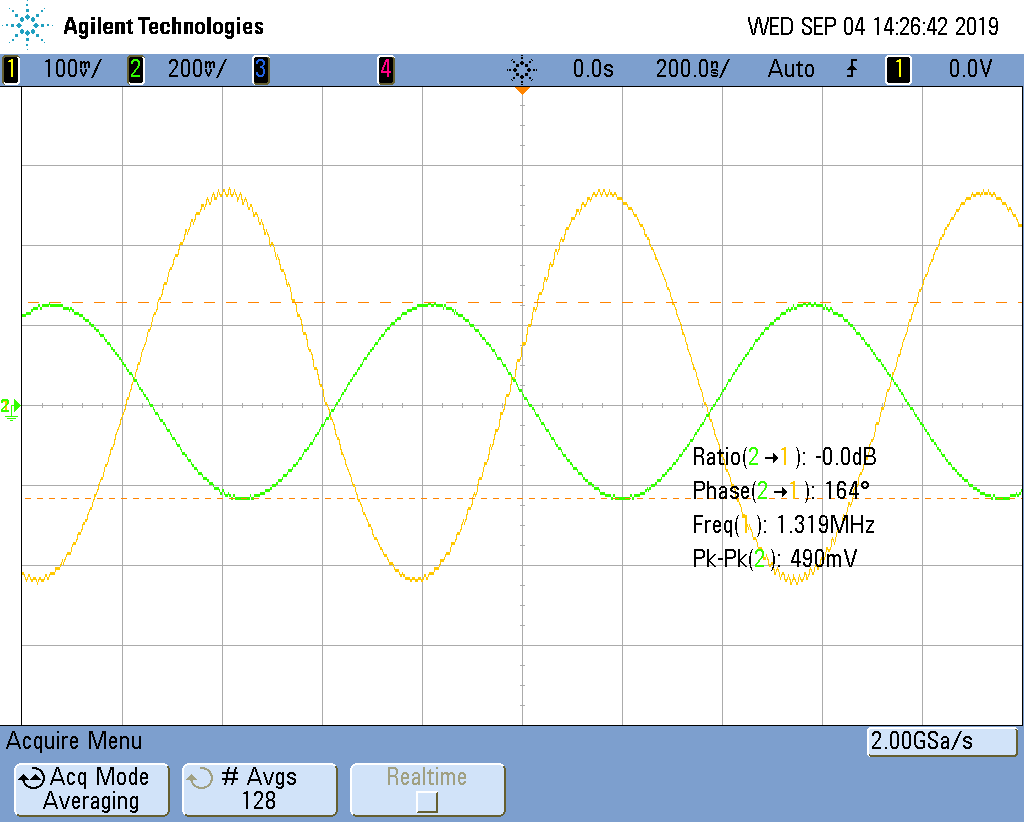 Agilent Technologies WED SEP 04 14:26:42 2019
1 100mV/ 2 200mV/ 3 4 0.0s 200.0ns/ Auto 1 0.0V
2
Ratio(2→1): -0.0dB
Phase(2→1): 164°
Freq(1): 1.319MHz
Pk-Pk(2): 490mV
Acquire Menu 2.00GSa/s
Acq Mode # Avgs Realtime
Averaging 128